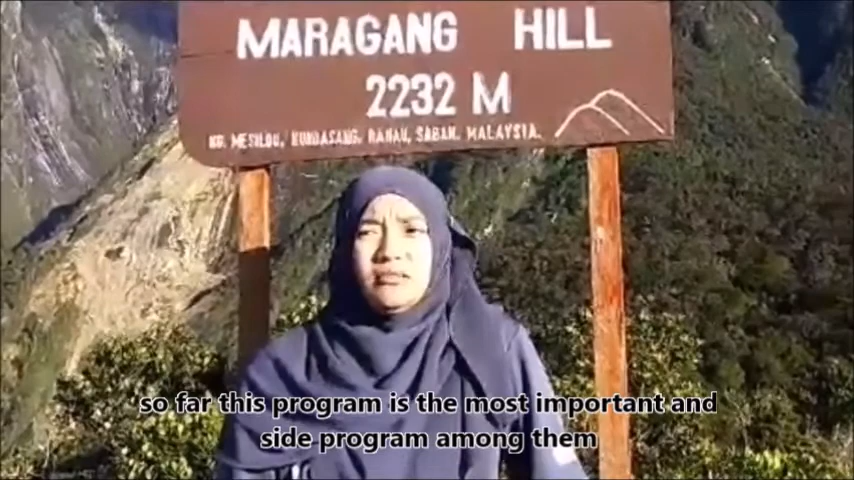 MARAGANG HILL
2232 M
KG. MESILOU, KUNDASANG, RANAU, SABAH, MALAYSIA.
so far this program is the most important and
side program among them